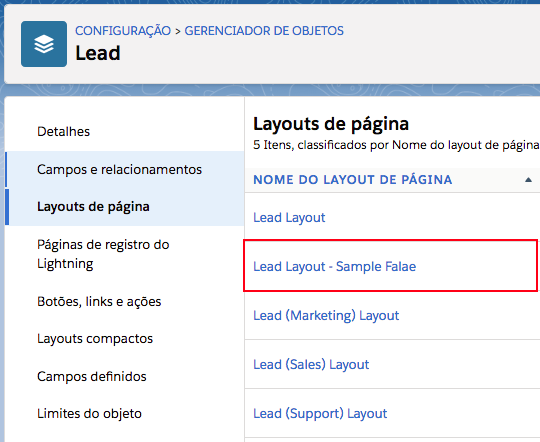 CONFIGURAÇÃO > GERENCIADOR DE OBJETOS
Lead
Detalhes
Campos e relacionamentos
Layouts de página
Páginas de registro do
Lightning
Botões, links e ações
Layouts compactos
Campos definidos
Limites do objeto
Layouts de página
5 Itens, classificados por Nome do layout de página
NOME DO LAYOUT DE PÁGINA
Lead Layout
Lead Layout - Sample Falae
Lead (Marketing) Layout
Lead (Sales) Layout
Lead (Support) Layout